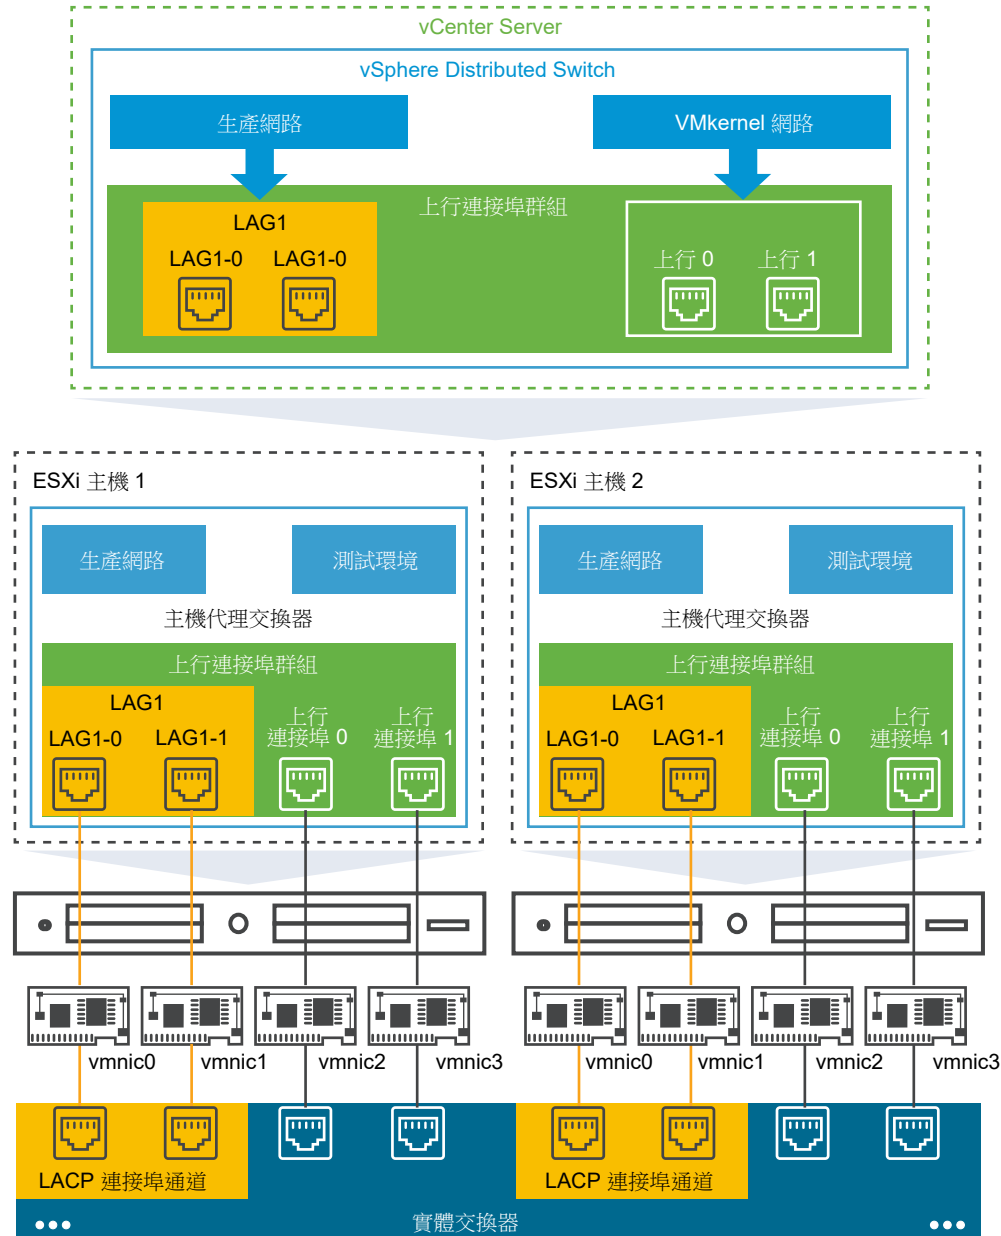 vCenter Server
vSphere Distributed Switch
生產網路
VMkernel 網路
上行連接埠群組
LAG1
LAG1-0
LAG1-0
上行 0
上行 1
ESXi 主機 1
生產網路
測試環境
主機代理交換器
上行連接埠群組
LAG1
LAG1-0
LAG1-1
上行
連接埠 0
上行
連接埠 1
ESXi 主機 2
生產網路
測試環境
主機代理交換器
上行連接埠群組
LAG1
LAG1-0
LAG1-1
上行
連接埠 0
上行
連接埠 1
vmnic0
vmnic1
vmnic2
vmnic3
vmnic0
vmnic1
vmnic2
vmnic3
LACP 連接埠通道
LACP 連接埠通道
實體交換器